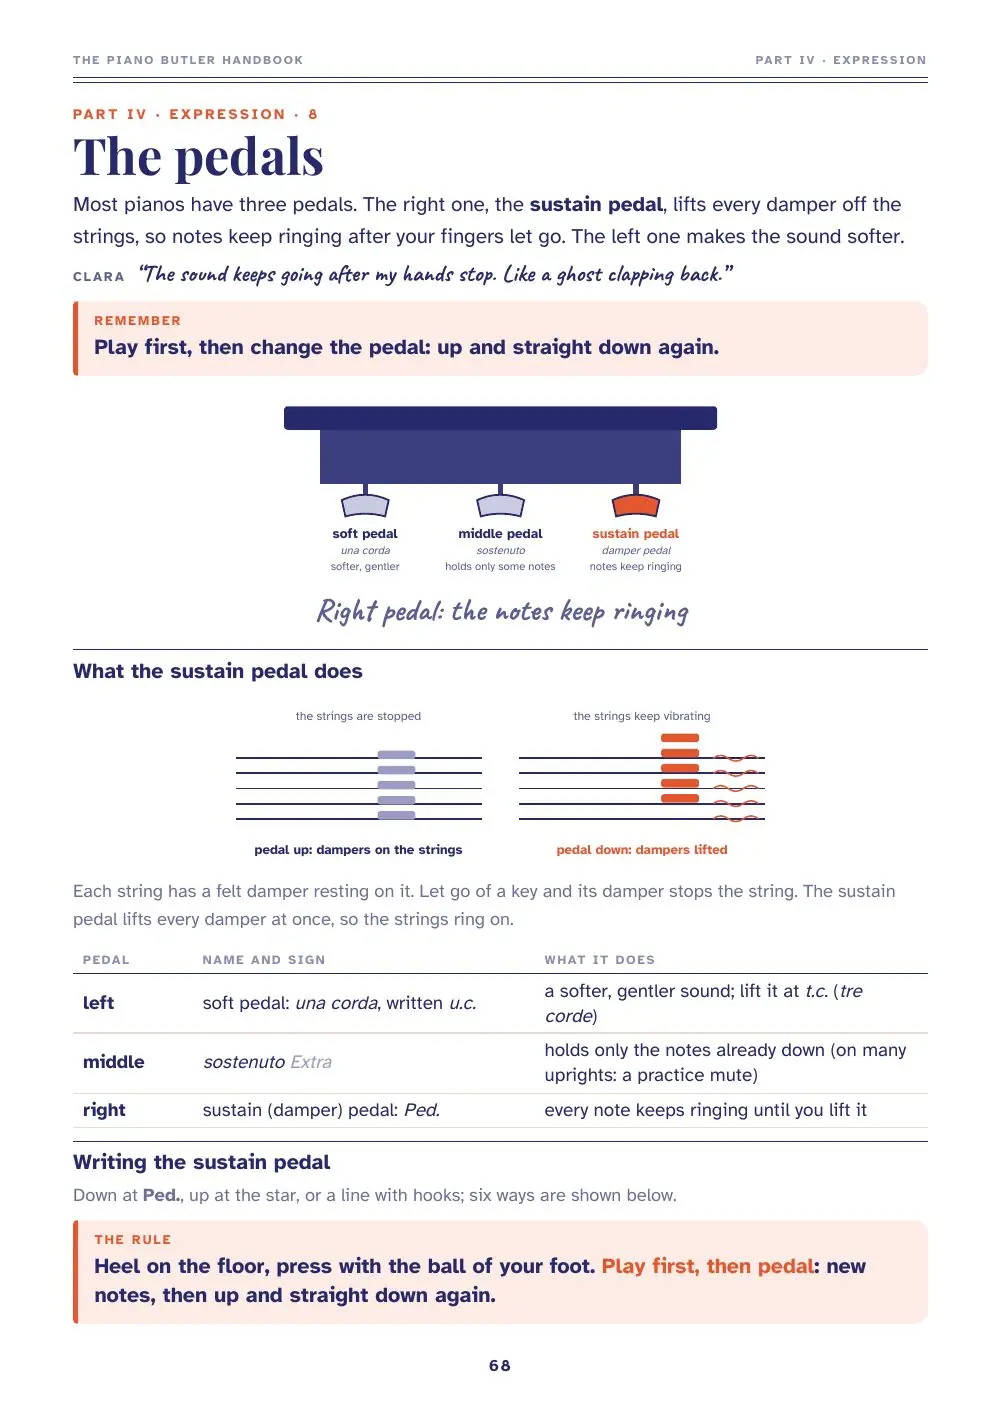 THE PIANO BUTLER HANDBOOK
PART IV · EXPRESSION
PART IV · EXPRESSION · 8
The pedals
Most pianos have three pedals. The right one, the sustain pedal, lifts every damper off the
strings, so notes keep ringing after your fingers let go. The left one makes the sound softer.
CLARA “The sound keeps going after my hands stop. Like a ghost clapping back.”
REMEMBER
Play first, then change the pedal: up and straight down again.
soft pedal
una corda
softer, gentler
middle pedal
sostenuto
holds only some notes
sustain pedal
damper pedal
notes keep ringing
Right pedal: the notes keep ringing
What the sustain pedal does
the strings are stopped
the strings keep vibrating
pedal up: dampers on the strings
pedal down: dampers lifted
Each string has a felt damper resting on it. Let go of a key and its damper stops the string. The sustain
pedal lifts every damper at once, so the strings ring on.
PEDAL NAME AND SIGN WHAT IT DOES
left soft pedal: una corda, written u.c. a softer, gentler sound; lift it at t.c. (tre
corde)
middle sostenuto Extra holds only the notes already down (on many
uprights: a practice mute)
right sustain (damper) pedal: Ped. every note keeps ringing until you lift it
Writing the sustain pedal
Down at Ped., up at the star, or a line with hooks; six ways are shown below.
THE RULE
Heel on the floor, press with the ball of your foot. Play first, then pedal: new
notes, then up and straight down again.
68